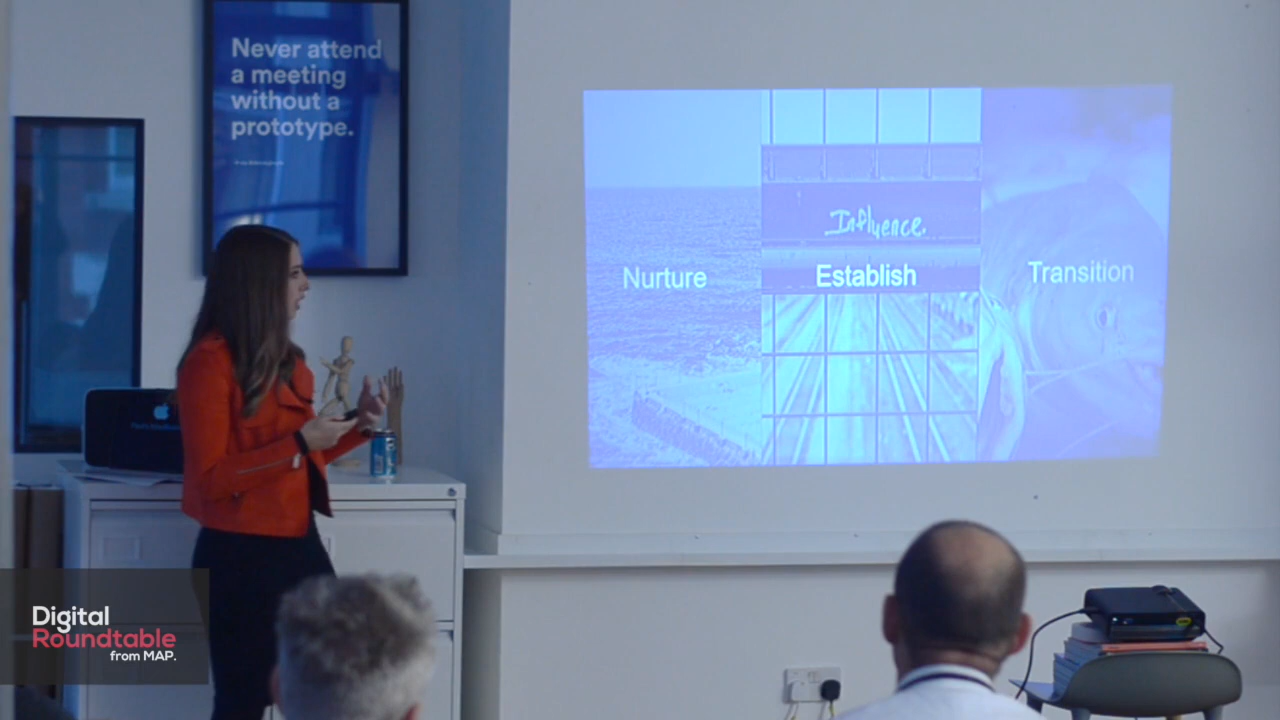 Never attend
a meeting
without a
prototype.
Influence.
Nurture
Establish
Transition
Digital
Roundtable
from MAP.